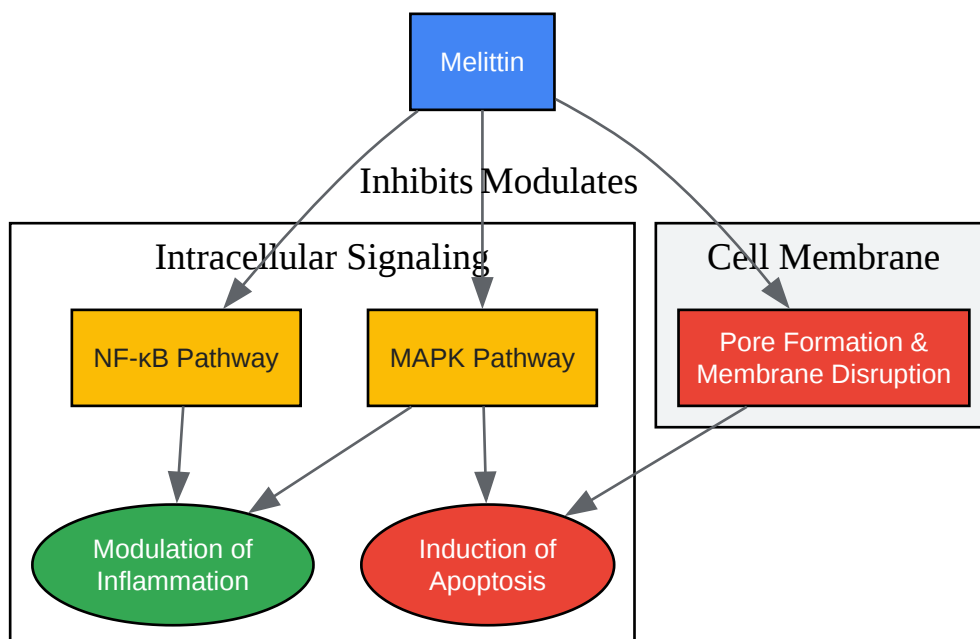 Melittin
Inhibits Modulates
Intracellular Signaling
Cell Membrane
NF-κB Pathway
MAPK Pathway
Pore Formation &
Membrane Disruption
Modulation of
Inflammation
Induction of
Apoptosis